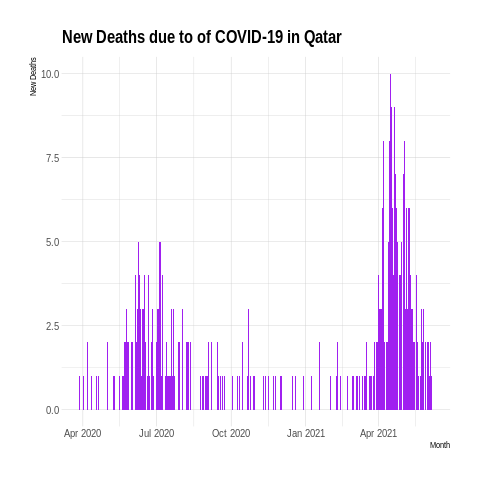 New Deaths due to of COVID-19 in Qatar
New Deaths
10.0
7.5
5.0
2.5
0.0
Apr 2020 Jul 2020 Oct 2020 Jan 2021 Apr 2021
Month